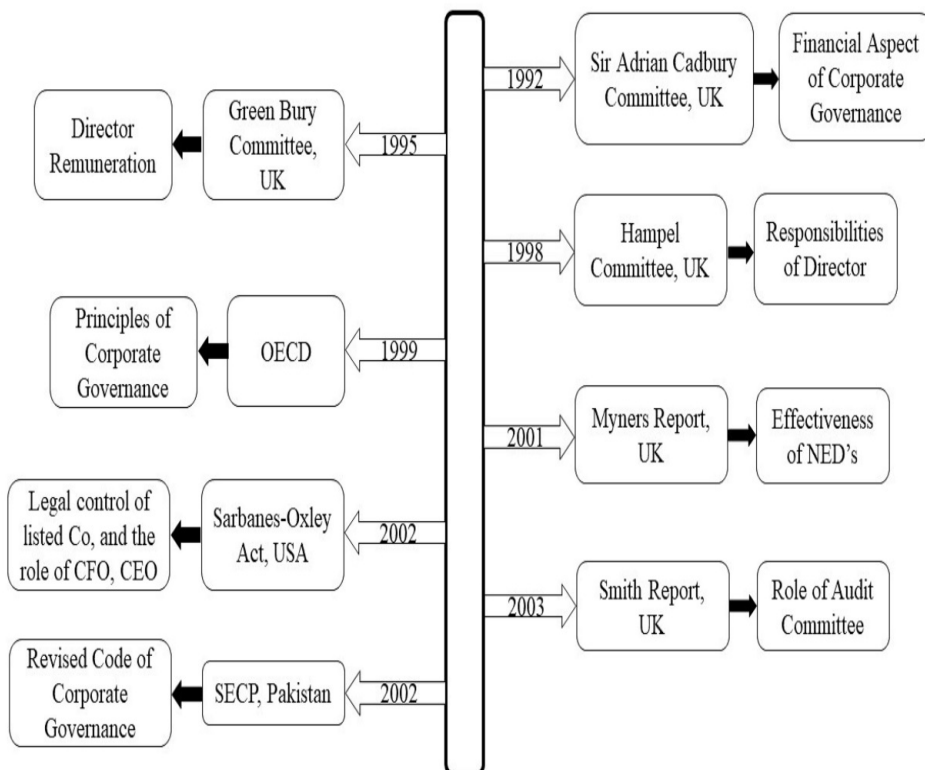 1992
Sir Adrian Cadbury
Committee, UK
Financial Aspect
of Corporate
Governance
1995
Green Bury
Committee,
UK
Director
Remuneration
1998
Hampel
Committee, UK
Responsibilities
of Director
1999
OECD
Principles of
Corporate
Governance
2001
Myners Report,
UK
Effectiveness
of NED's
2002
Sarbanes-Oxley
Act, USA
Legal control of
listed Co, and the
role of CFO, CEO
2003
Smith Report,
UK
Role of Audit
Committee
2002
SECP, Pakistan
Revised Code of
Corporate
Governance